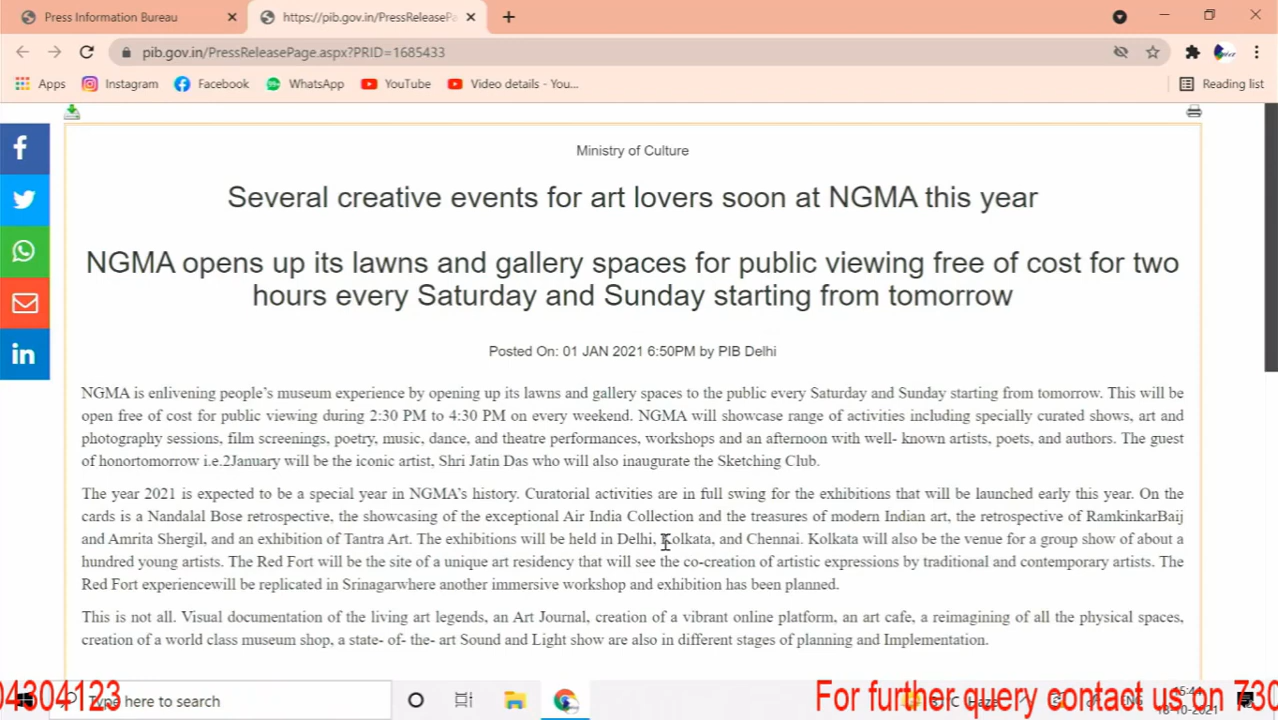 Press Information Bureau
https://pib.gov.in/PressReleasePa
pib.gov.in/PressReleasePage.aspx?PRID=1685433
Apps Instagram Facebook WhatsApp YouTube Video details - You... Reading list
Ministry of Culture
Several creative events for art lovers soon at NGMA this year
NGMA opens up its lawns and gallery spaces for public viewing free of cost for two
hours every Saturday and Sunday starting from tomorrow
Posted On: 01 JAN 2021 6:50PM by PIB Delhi
NGMA is enlivening people's museum experience by opening up its lawns and gallery spaces to the public every Saturday and Sunday starting from tomorrow. This will be
open free of cost for public viewing during 2:30 PM to 4:30 PM on every weekend. NGMA will showcase range of activities including specially curated shows, art and
photography sessions, film screenings, poetry, music, dance, and theatre performances, workshops and an afternoon with well- known artists, poets, and authors. The guest
of honortomorrow i.e.2January will be the iconic artist, Shri Jatin Das who will also inaugurate the Sketching Club.
The year 2021 is expected to be a special year in NGMA's history. Curatorial activities are in full swing for the exhibitions that will be launched early this year. On the
cards is a Nandalal Bose retrospective, the showcasing of the exceptional Air India Collection and the treasures of modern Indian art, the retrospective of RamkinkarBaij
and Amrita Shergil, and an exhibition of Tantra Art. The exhibitions will be held in Delhi, Kolkata, and Chennai. Kolkata will also be the venue for a group show of about a
hundred young artists. The Red Fort will be the site of a unique art residency that will see the co-creation of artistic expressions by traditional and contemporary artists. The
Red Fort experiencewill be replicated in Srinagarwhere another immersive workshop and exhibition has been planned.
This is not all. Visual documentation of the living art legends, an Art Journal, creation of a vibrant online platform, an art cafe, a reimagining of all the physical spaces,
creation of a world class museum shop, a state- of- the- art Sound and Light show are also in different stages of planning and Implementation.
04304123
Type here to search
For further query contact us on 730
15:44
18-10-2021